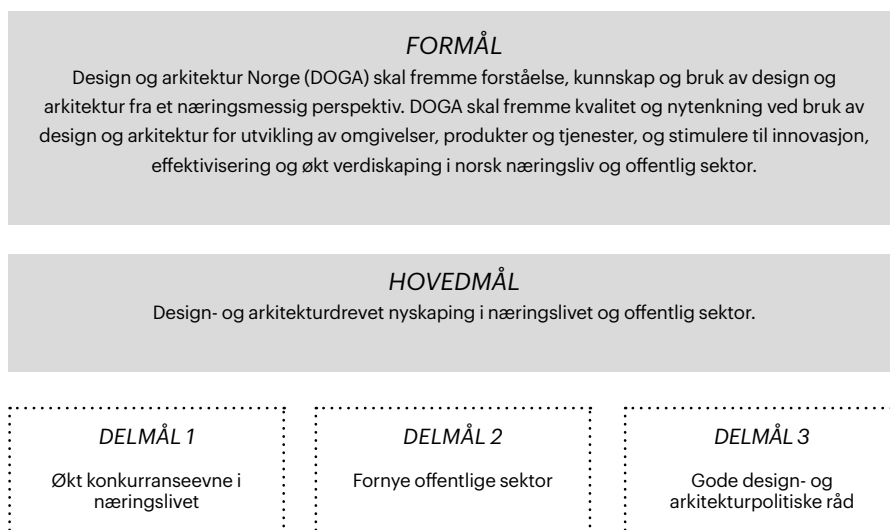 FORMÅL
Design og arkitektur Norge (DOGA) skal fremme forståelse, kunnskap og bruk av design og
arkitektur fra et næringsmessig perspektiv. DOGA skal fremme kvalitet og nytenkning ved bruk av
design og arkitektur for utvikling av omgivelser, produkter og tjenester, og stimulere til innovasjon,
effektivisering og økt verdiskaping i norsk næringsliv og offentlig sektor.
HOVEDMÅL
Design- og arkitekturdrevet nyskaping i næringslivet og offentlig sektor.
DELMÅL 1
Økt konkurranseevne i
næringslivet
DELMÅL 2
Fornye offentlige sektor
DELMÅL 3
Gode design- og
arkitekturpolitiske råd